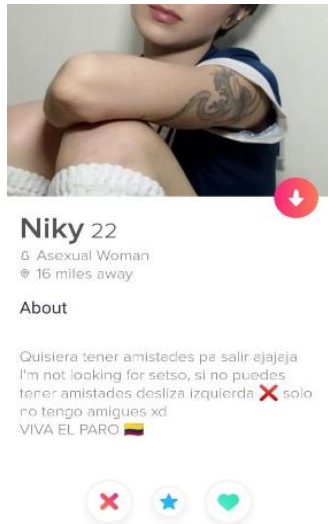 Niky 22
Asexual Woman
16 miles away
About
Quisiera tener amistades pa salir ajajaja
I'm not looking for setso, si no puedes
tener amistades desliza izquierda ❌ solo
no tengo amigues xd
VIVA EL PARO 🇨🇴